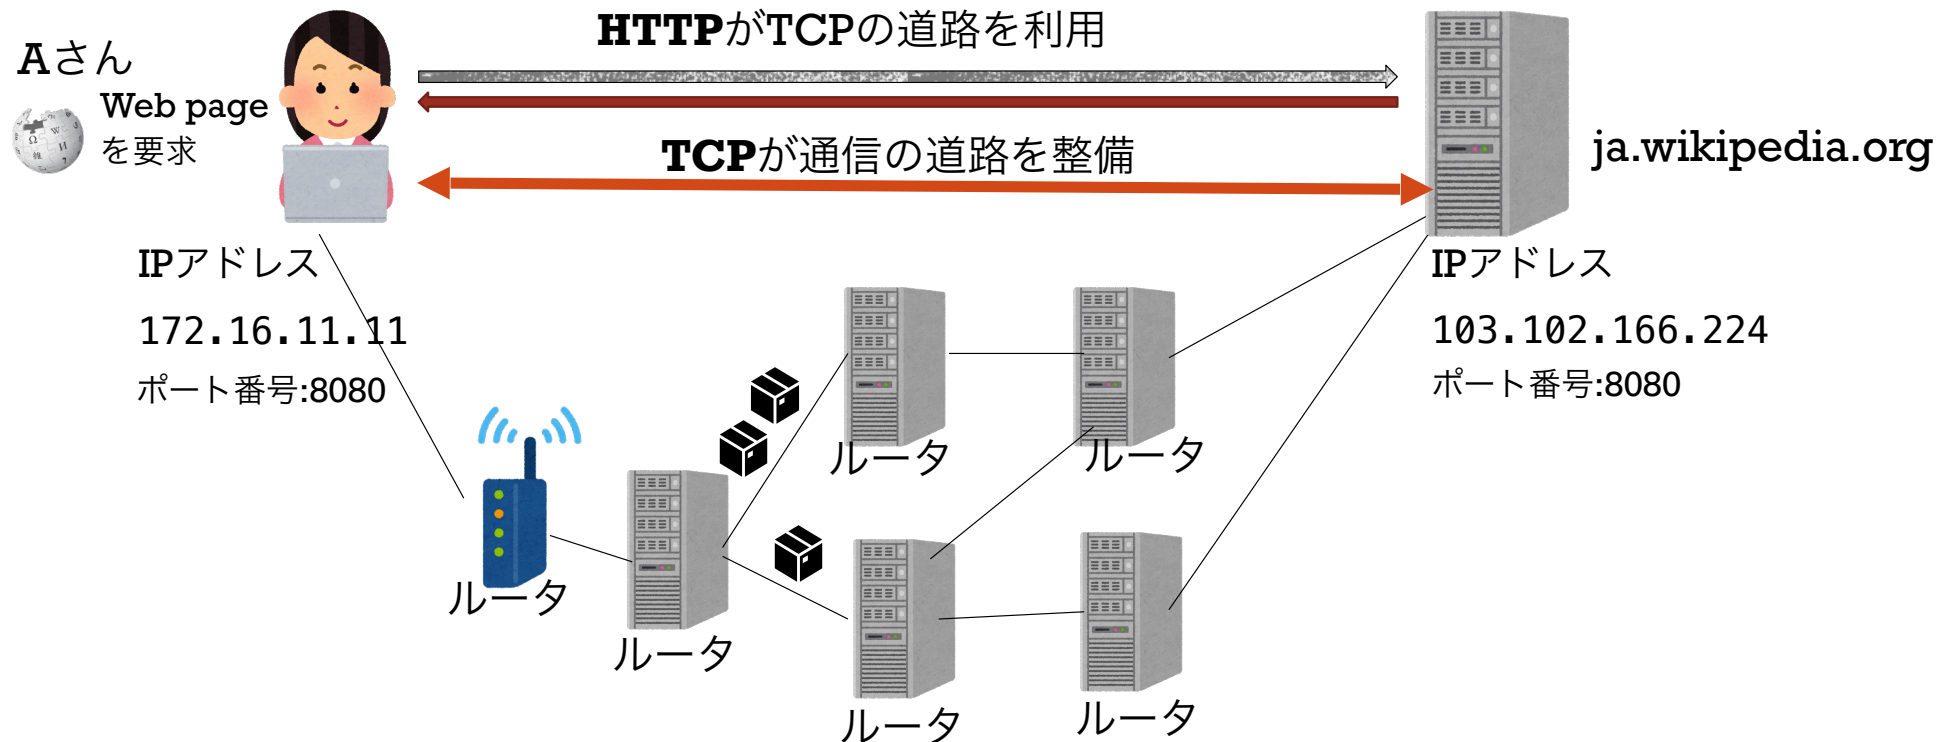 HTTPがTCPの道路を利用
Aさん
Web page
を要求
TCPが通信の道路を整備
ja.wikipedia.org
IPアドレス
172.16.11.11
ポート番号:8080
IPアドレス
103.102.166.224
ポート番号:8080
ルータ
ルータ
ルータ
ルータ
ルータ
ルータ